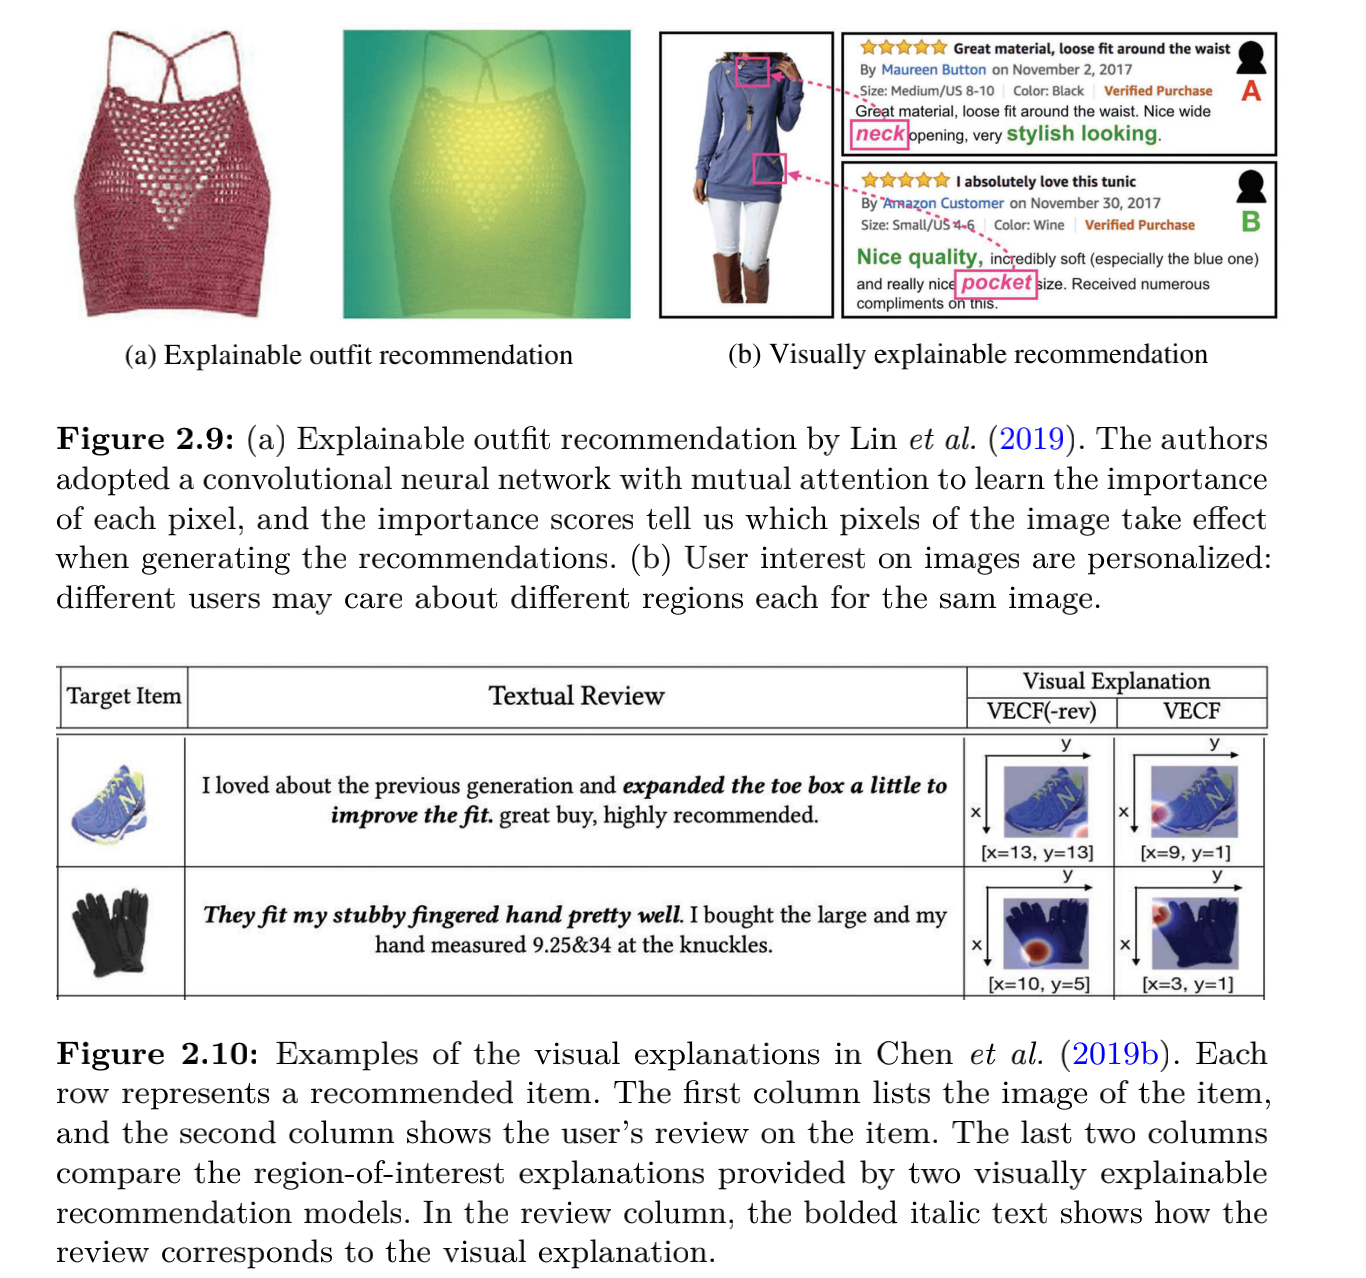 Great material, loose fit around the waist
By Maureen Button on November 2, 2017
Size: Medium/US 8-10 | Color: Black | Verified Purchase
A
Great material, loose fit around the waist. Nice wide
neck opening, very stylish looking.
I absolutely love this tunic
By Amazon Customer on November 30, 2017
Size: Small/US 4-6 | Color: Wine | Verified Purchase
B
Nice quality, incredibly soft (especially the blue one)
and really nice pocket size. Received numerous
compliments on this.
(a) Explainable outfit recommendation
(b) Visually explainable recommendation
Figure 2.9: (a) Explainable outfit recommendation by Lin et al. (2019). The authors
adopted a convolutional neural network with mutual attention to learn the importance
of each pixel, and the importance scores tell us which pixels of the image take effect
when generating the recommendations. (b) User interest on images are personalized:
different users may care about different regions each for the sam image.
Target Item
Textual Review
Visual Explanation
VECF(-rev)
VECF
I loved about the previous generation and expanded the toe box a little to
improve the fit. great buy, highly recommended.
N
y
x
[x=13, y=13]
y
x
[x=9, y=1]
They fit my stubby fingered hand pretty well. I bought the large and my
hand measured 9.25&34 at the knuckles.
y
x
[x=10, y=5]
y
x
[x=3, y=1]
Figure 2.10: Examples of the visual explanations in Chen et al. (2019b). Each
row represents a recommended item. The first column lists the image of the item,
and the second column shows the user's review on the item. The last two columns
compare the region-of-interest explanations provided by two visually explainable
recommendation models. In the review column, the bolded italic text shows how the
review corresponds to the visual explanation.